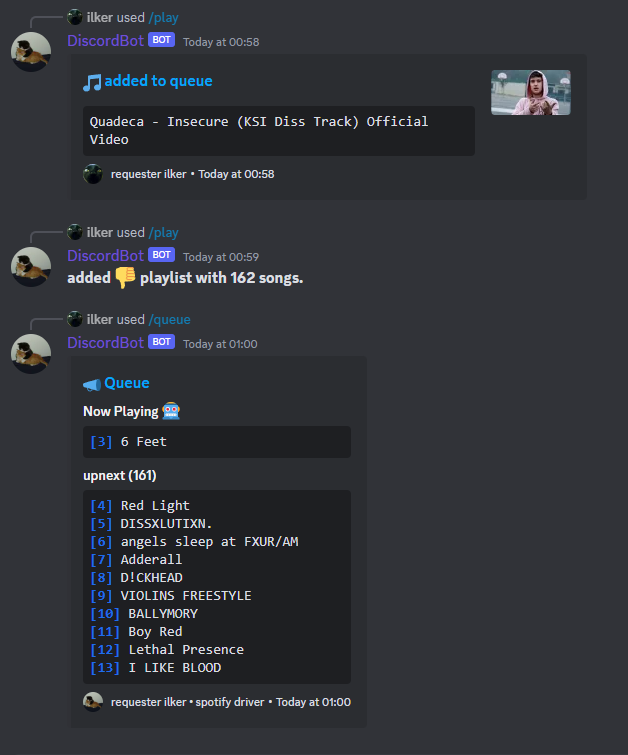 ilker used /play
DiscordBot BOT Today at 00:58
added to queue
Quadeca - Insecure (KSI Diss Track) Official
Video
requester ilker • Today at 00:58
ilker used /play
DiscordBot BOT Today at 00:59
added 👎 playlist with 162 songs.
ilker used /queue
DiscordBot BOT Today at 01:00
Queue
Now Playing 🤖
[3] 6 Feet
upnext (161)
[4] Red Light
[5] DISSXLUTIXN.
[6] angels sleep at FXUR/AM
[7] Adderall
[8] D!CKHEAD
[9] VIOLINS FREESTYLE
[10] BALLYMORY
[11] Boy Red
[12] Lethal Presence
[13] I LIKE BLOOD
requester ilker • spotify driver • Today at 01:00